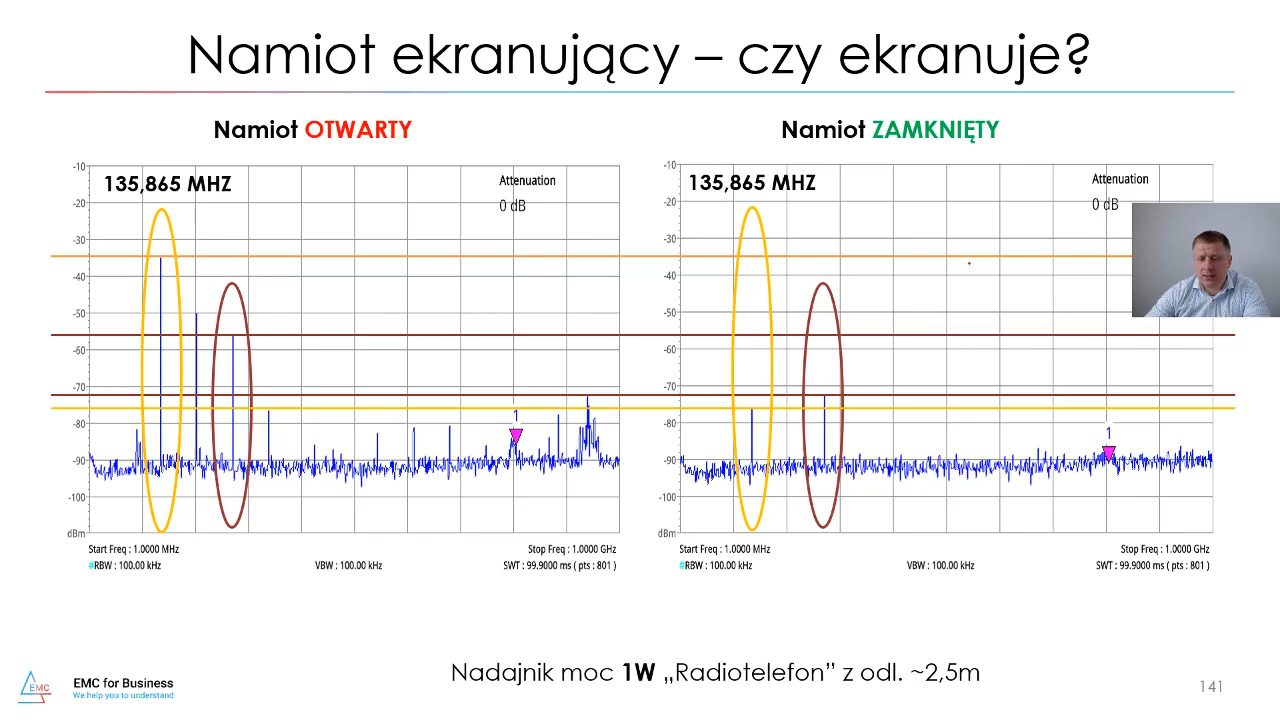 Namiot ekranujący – czy ekranuje?
Namiot OTWARTY
Namiot ZAMKNIĘTY
-10
135,865 MHZ
Attenuation
-20
0 dB
-30
-40
-50
-60
-70
-80
1
-90
-100
dBm
Start Freq : 1.0000 MHz
Stop Freq : 1.0000 GHz
#RBW : 100.00 kHz
VBW : 100.00 kHz
SWT : 99.9000 ms ( pts : 801 )
-10
135,865 MHZ
Attenuation
-20
0 dB
-30
-40
-50
-60
-70
-80
1
-90
-100
dBm
Start Freq : 1.0000 MHz
Stop Freq : 1.0000 GHz
#RBW : 100.00 kHz
VBW : 100.00 kHz
SWT : 99.9000 ms ( pts : 801 )
Nadajnik moc 1W „Radiotelefon” z odl. ~2,5m
EMC
EMC for Business
We help you to understand
141